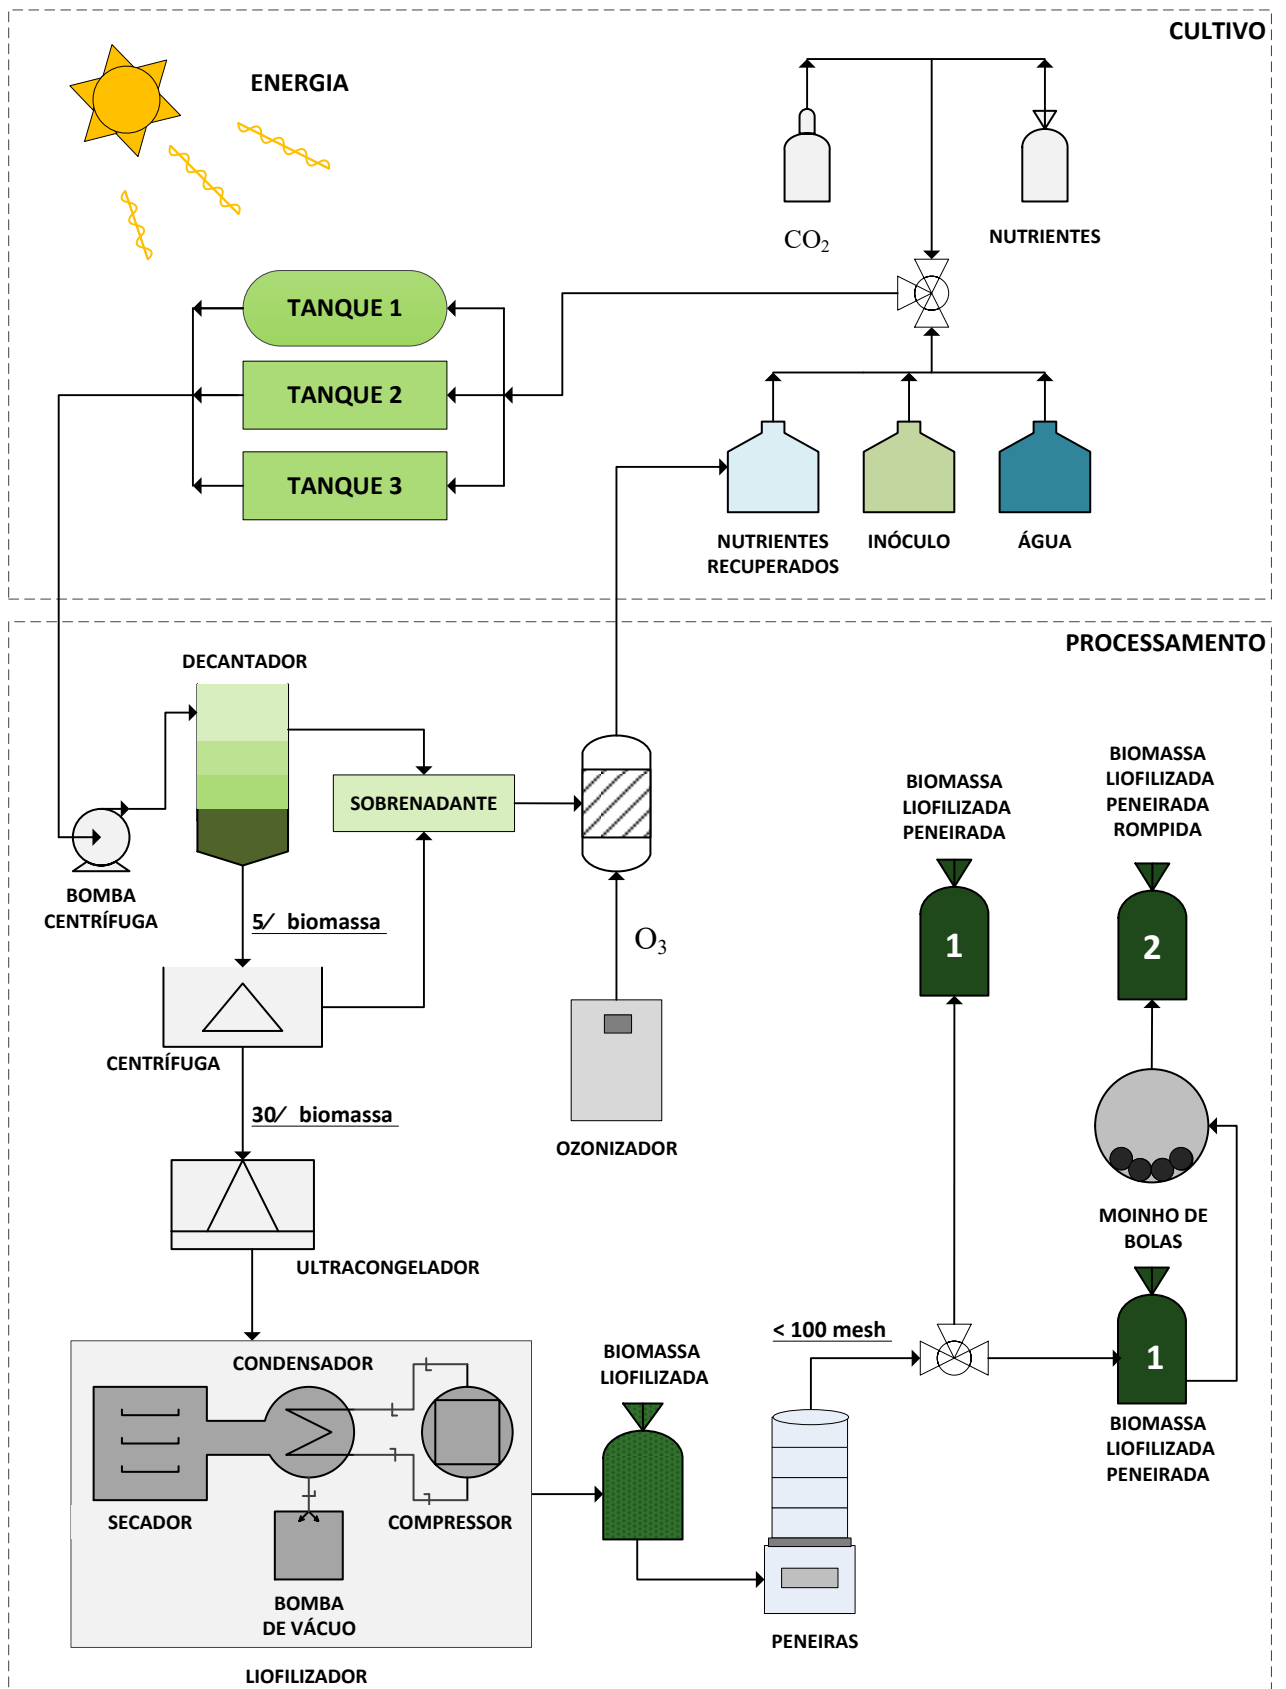 CULTIVO
ENERGIA
CO₂
NUTRIENTES
TANQUE 1
TANQUE 2
TANQUE 3
NUTRIENTES
RECUPERADOS
INÓCULO
ÁGUA
PROCESSAMENTO
DECANTADOR
SOBRENADANTE
BOMBA
CENTRÍFUGA
5/ biomassa
O₃
CENTRÍFUGA
30/ biomassa
OZONIZADOR
ULTRACONGELADOR
BIOMASSA
LIOFILIZADA
PENEIRADA
1
BIOMASSA
LIOFILIZADA
PENEIRADA
ROMPIDA
2
MOINHO DE
BOLAS
< 100 mesh
1
BIOMASSA
LIOFILIZADA
PENEIRADA
CONDENSADOR
SECADOR
COMPRESSOR
BOMBA
DE VÁCUO
LIOFILIZADOR
BIOMASSA
LIOFILIZADA
PENEIRAS